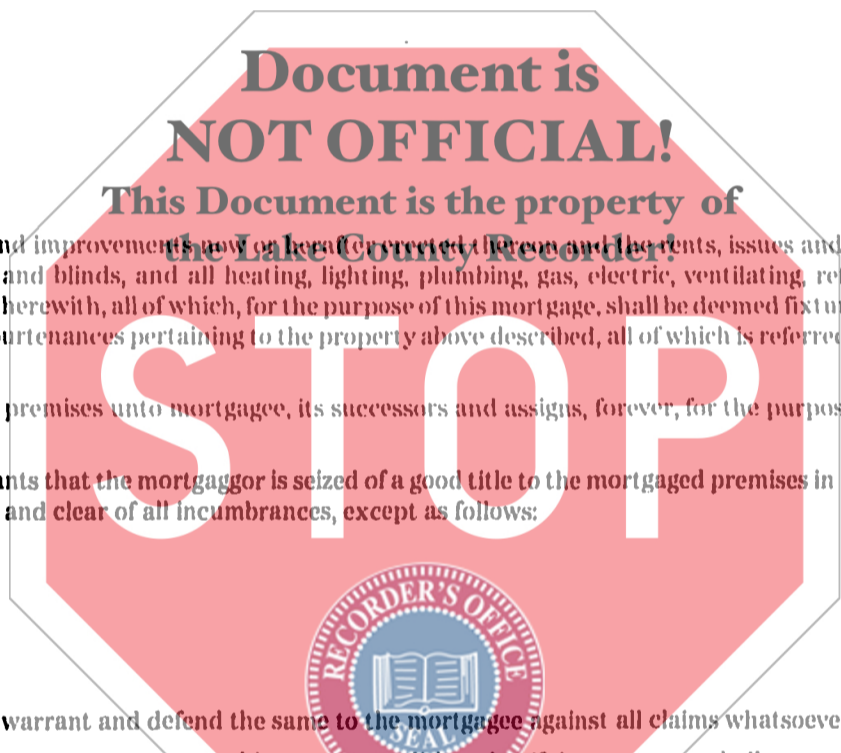 Document is
NOT OFFICIAL!
This Document is the property of
the Lake County Recorder!
nd improvements now or hereafter erected thereon and the rents, issues and
and blinds, and all heating, lighting, plumbing, gas, electric, ventilating, re
herewith, all of which, for the purpose of this mortgage, shall be deemed fixtu
urtenances pertaining to the property above described, all of which is referred
STOP
premises unto mortgagee, its successors and assigns, forever, for the purpos
nts that the mortgaggor is seized of a good title to the mortgaged premises in
and clear of all incumbrances, except as follows:
RECORDER'S OFFICE
SEAL
warrant and defend the same to the mortgagee against all claims whatsoeve